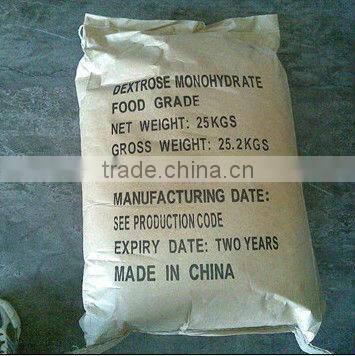 DEXTROSE MONOHYDRATE
FOOD GRADE
NET WEIGHT: 25KGS
GROSS WEIGHT: 25.2KGS
trade.china.cn
MANUFACTURING DATE:
SEE PRODUCTION CODE
EXPIRY DATE: TWO YEARS
MADE IN CHINA